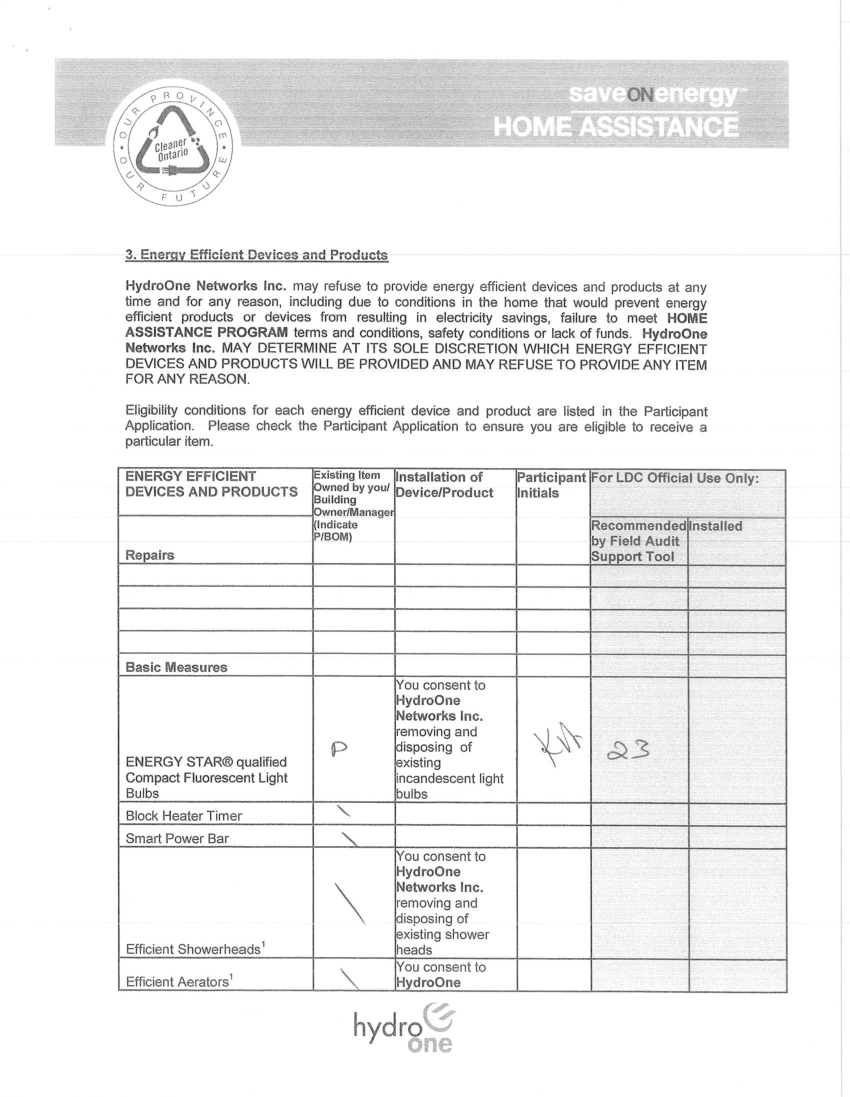 OUR PROVINCE
OUR FUTURE
Cleaner
Ontario
saveONenergy™
HOME ASSISTANCE
3. Energy Efficient Devices and Products
HydroOne Networks Inc. may refuse to provide energy efficient devices and products at any
time and for any reason, including due to conditions in the home that would prevent energy
efficient products or devices from resulting in electricity savings, failure to meet HOME
ASSISTANCE PROGRAM terms and conditions, safety conditions or lack of funds. HydroOne
Networks Inc. MAY DETERMINE AT ITS SOLE DISCRETION WHICH ENERGY EFFICIENT
DEVICES AND PRODUCTS WILL BE PROVIDED AND MAY REFUSE TO PROVIDE ANY ITEM
FOR ANY REASON.
Eligibility conditions for each energy efficient device and product are listed in the Participant
Application. Please check the Participant Application to ensure you are eligible to receive a
particular item.
ENERGY EFFICIENT
DEVICES AND PRODUCTS
Existing Item
Owned by you/
Building
Owner/Manager
(Indicate
P/BOM)
Installation of
Device/Product
Participant
Initials
For LDC Official Use Only:
Recommended
by Field Audit
Support Tool
Installed
Repairs
Basic Measures
ENERGY STAR® qualified
Compact Fluorescent Light
Bulbs
P
You consent to
HydroOne
Networks Inc.
removing and
disposing of
existing
incandescent light
bulbs
23
Block Heater Timer
Smart Power Bar
Efficient Showerheads¹
You consent to
HydroOne
Networks Inc.
removing and
disposing of
existing shower
heads
Efficient Aerators¹
You consent to
HydroOne
hydro
one